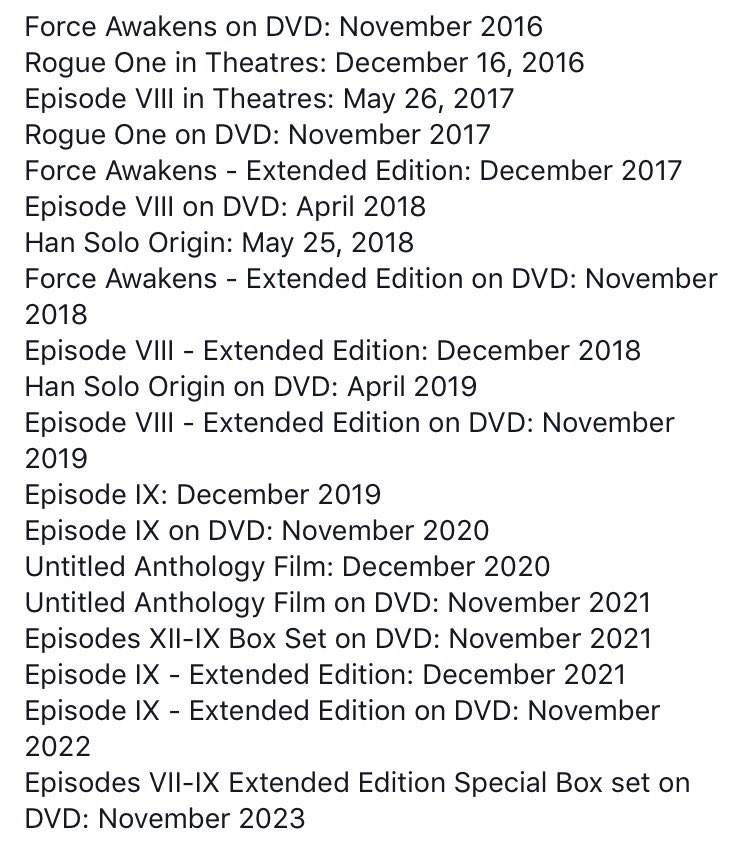 Force Awakens on DVD: November 2016
Rogue One in Theatres: December 16, 2016
Episode VIII in Theatres: May 26, 2017
Rogue One on DVD: November 2017
Force Awakens - Extended Edition: December 2017
Episode VIII on DVD: April 2018
Han Solo Origin: May 25, 2018
Force Awakens - Extended Edition on DVD: November
2018
Episode VIII - Extended Edition: December 2018
Han Solo Origin on DVD: April 2019
Episode VIII - Extended Edition on DVD: November
2019
Episode IX: December 2019
Episode IX on DVD: November 2020
Untitled Anthology Film: December 2020
Untitled Anthology Film on DVD: November 2021
Episodes XII-IX Box Set on DVD: November 2021
Episode IX - Extended Edition: December 2021
Episode IX - Extended Edition on DVD: November
2022
Episodes VII-IX Extended Edition Special Box set on
DVD: November 2023